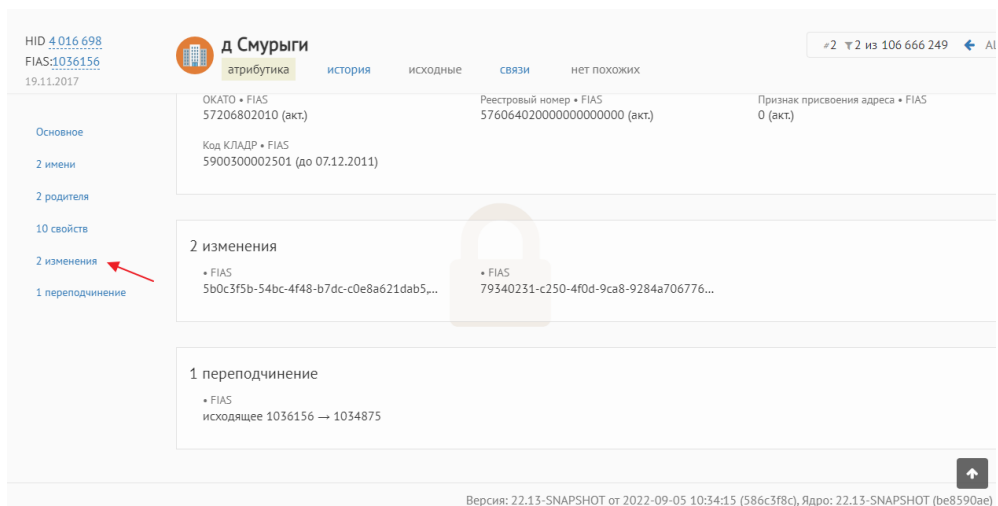 HID 4 016 698
FIAS:1036156
19.11.2017
д Смурыги
атрибутика история исходные связи нет похожих
2 2 из 106 666 249
Основное
2 имени
2 родителя
10 свойств
2 изменения
1 переподчинение
ОКАТО • FIAS
57206802010 (акт.)
Реестровый номер • FIAS
576064020000000000000 (акт.)
Признак присвоения адреса • FIAS
0 (акт.)
Код КЛАДР • FIAS
5900300002501 (до 07.12.2011)
2 изменения
• FIAS
5b0c3f5b-54bc-4f48-b7dc-c0e8a621dab5,...
• FIAS
79340231-c250-4f0d-9ca8-9284a706776...
1 переподчинение
• FIAS
исходящее 1036156 → 1034875
Версия: 22.13-SNAPSHOT от 2022-09-05 10:34:15 (586c3f8c), Ядро: 22.13-SNAPSHOT (be8590ae)